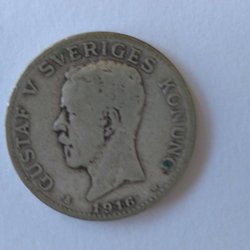 GUSTAF V SVERIGES KONUNG
1916